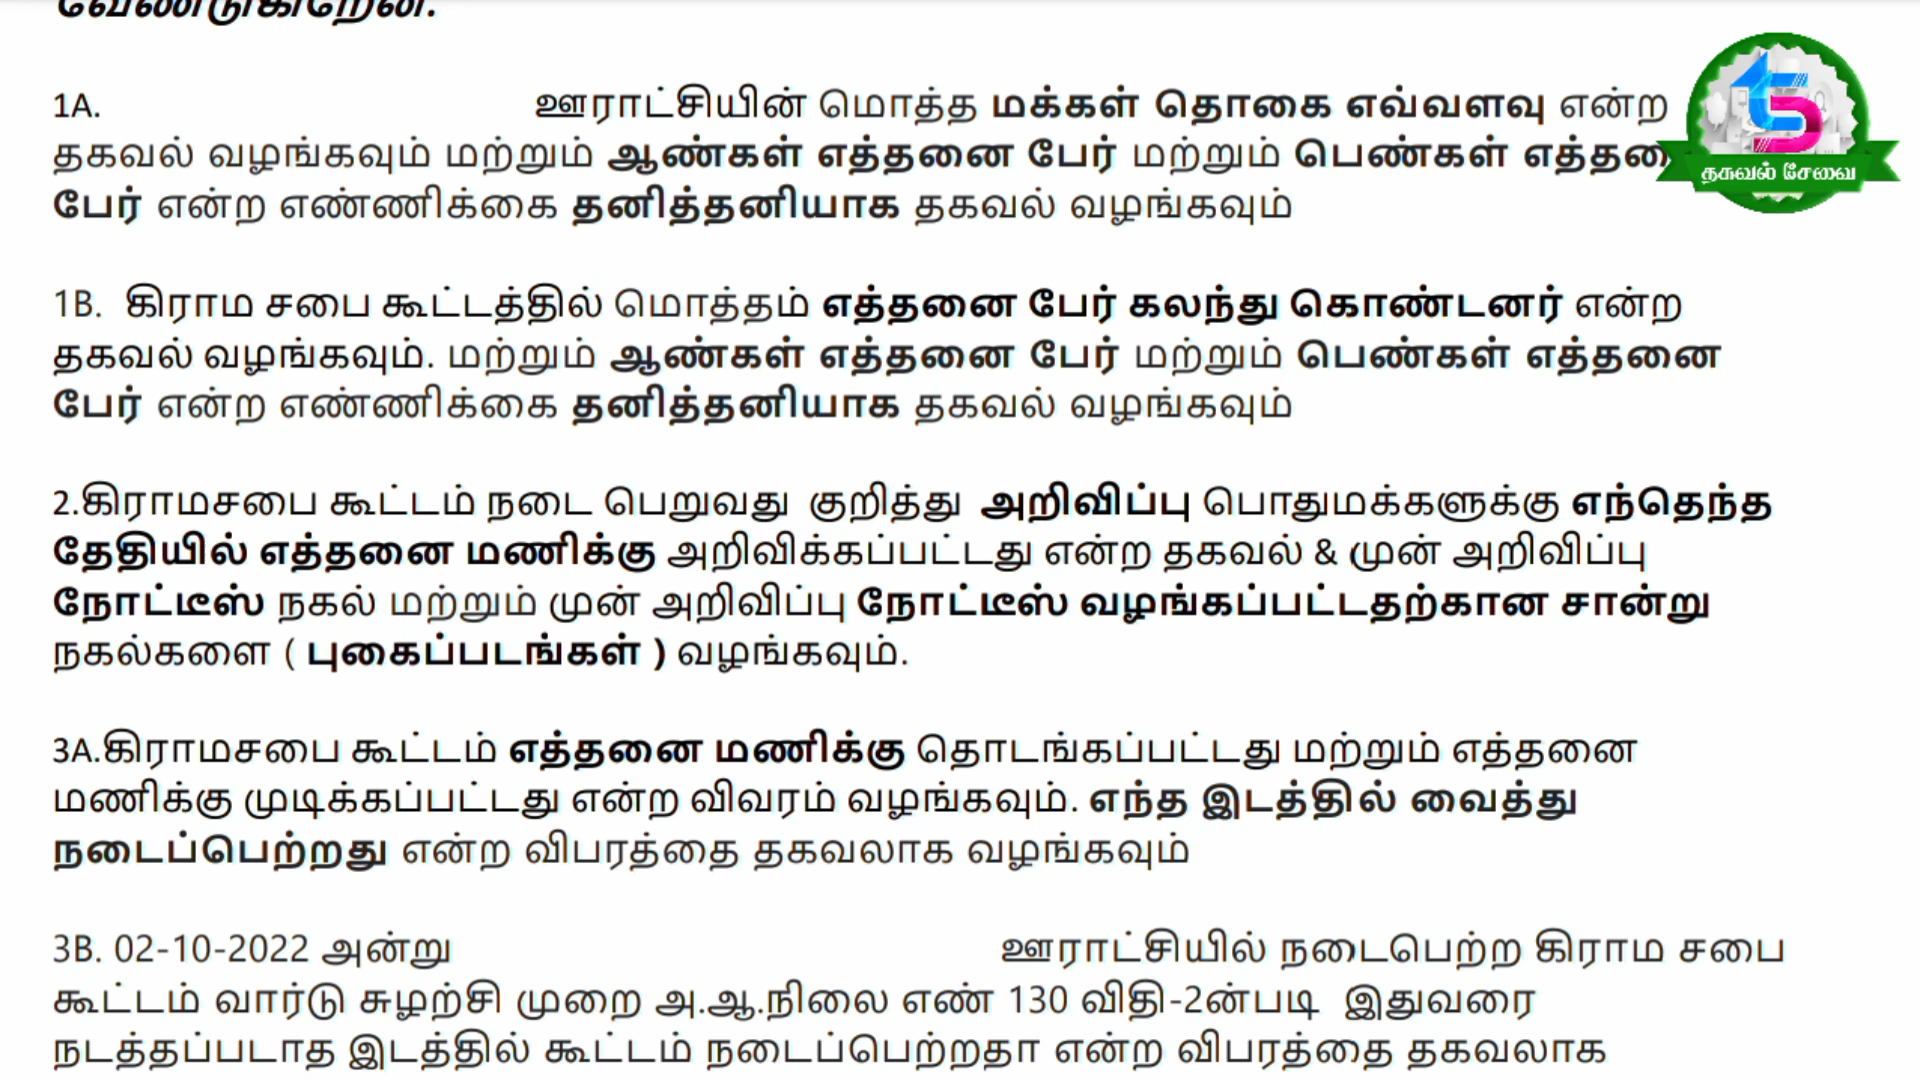 வேண்டுகிறேன்.
1A. ஊராட்சியின் மொத்த மக்கள் தொகை எவ்வளவு என்ற
தகவல் வழங்கவும் மற்றும் ஆண்கள் எத்தனை பேர் மற்றும் பெண்கள் எத்தனை
பேர் என்ற எண்ணிக்கை தனித்தனியாக தகவல் வழங்கவும்
தகவல் சேவை
1B. கிராம சபை கூட்டத்தில் மொத்தம் எத்தனை பேர் கலந்து கொண்டனர் என்ற
தகவல் வழங்கவும். மற்றும் ஆண்கள் எத்தனை பேர் மற்றும் பெண்கள் எத்தனை
பேர் என்ற எண்ணிக்கை தனித்தனியாக தகவல் வழங்கவும்
2.கிராமசபை கூட்டம் நடை பெறுவது குறித்து அறிவிப்பு பொதுமக்களுக்கு எந்தெந்த
தேதியில் எத்தனை மணிக்கு அறிவிக்கப்பட்டது என்ற தகவல் & முன் அறிவிப்பு
நோட்டீஸ் நகல் மற்றும் முன் அறிவிப்பு நோட்டீஸ் வழங்கப்பட்டதற்கான சான்று
நகல்களை ( புகைப்படங்கள் ) வழங்கவும்.
3A.கிராமசபை கூட்டம் எத்தனை மணிக்கு தொடங்கப்பட்டது மற்றும் எத்தனை
மணிக்கு முடிக்கப்பட்டது என்ற விவரம் வழங்கவும். எந்த இடத்தில் வைத்து
நடைப்பெற்றது என்ற விபரத்தை தகவலாக வழங்கவும்
3B. 02-10-2022 அன்று ஊராட்சியில் நடைபெற்ற கிராம சபை
கூட்டம் வார்டு சுழற்சி முறை அ.ஆ.நிலை எண் 130 விதி-2ன்படி இதுவரை
நடத்தப்படாத இடத்தில் கூட்டம் நடைப்பெற்றதா என்ற விபரத்தை தகவலாக